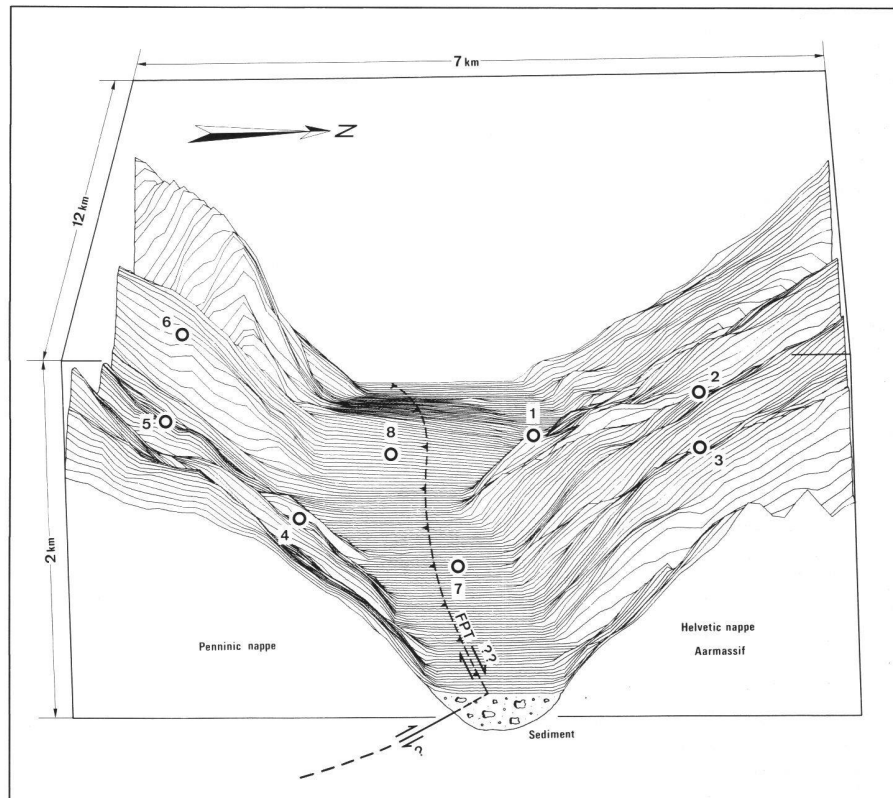 7 km
12 km
N
6
2
1
5
8
3
4
2 km
7
FPT ??
Helvetic nappe
Aarmassif
Penninic nappe
Sediment
?